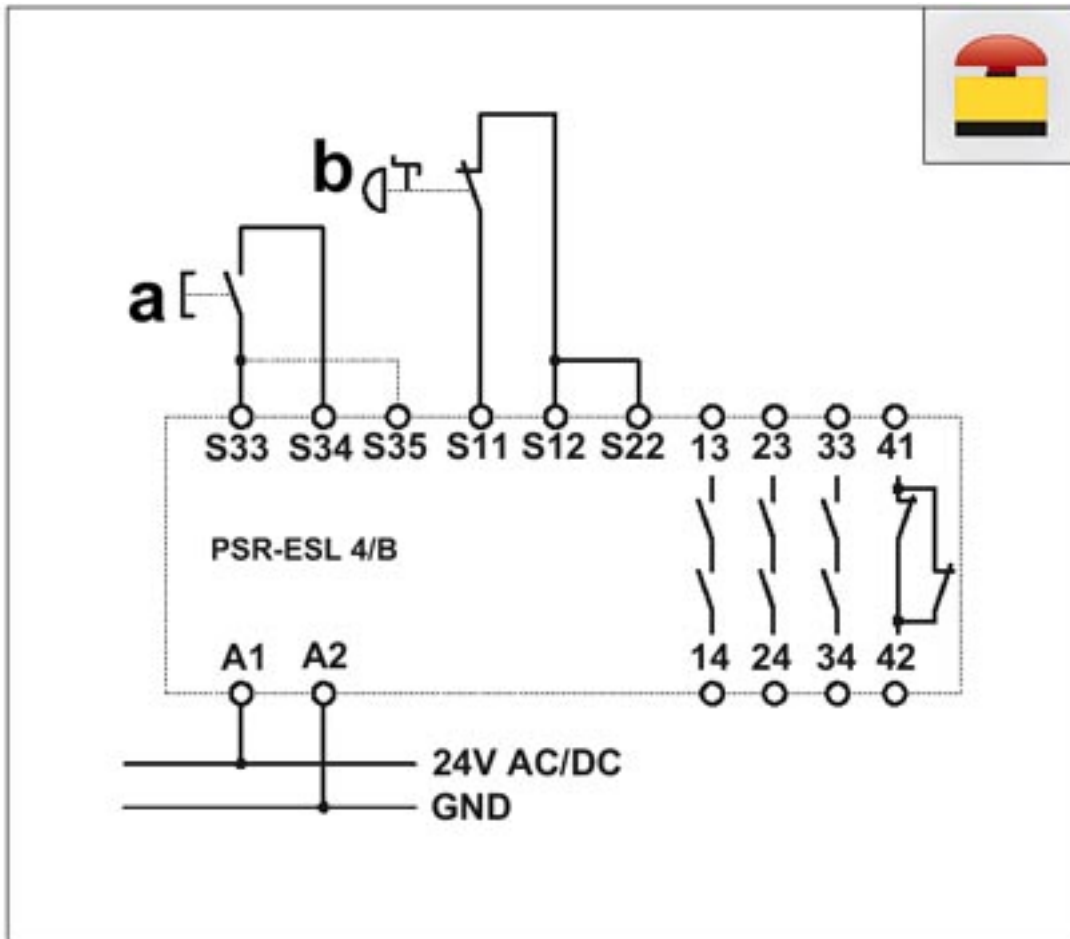 b
a
S33 S34 S35 S11 S12 S22 13 23 33 41
PSR-ESL 4/B
A1 A2 14 24 34 42
24V AC/DC
GND